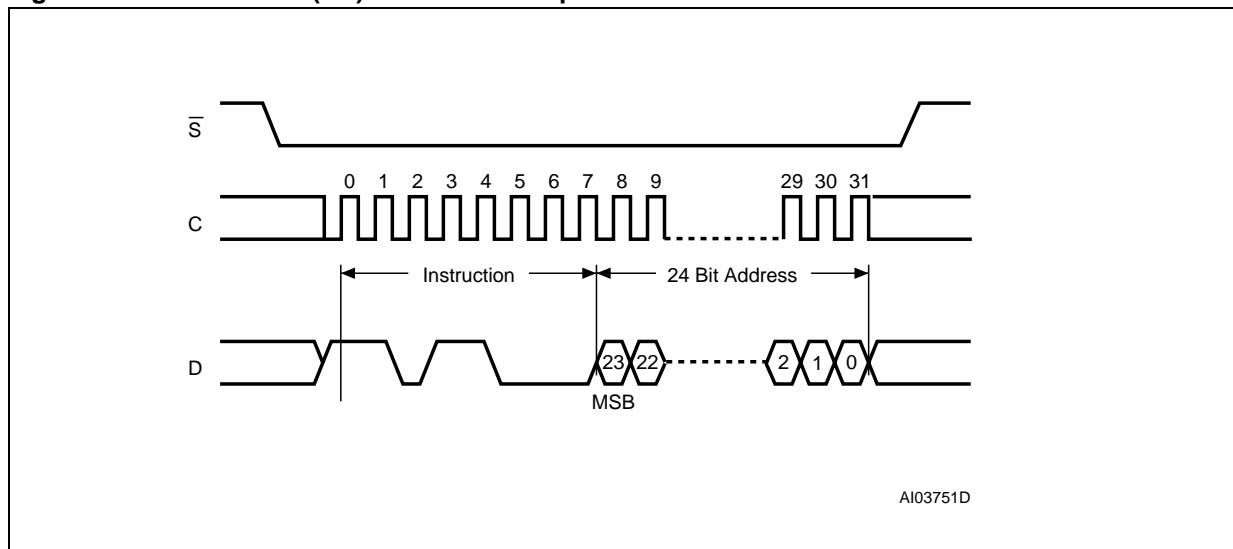 S̅
0 1 2 3 4 5 6 7 8 9 29 30 31
C
Instruction 24 Bit Address
D
23 22 2 1 0
MSB
AI03751D